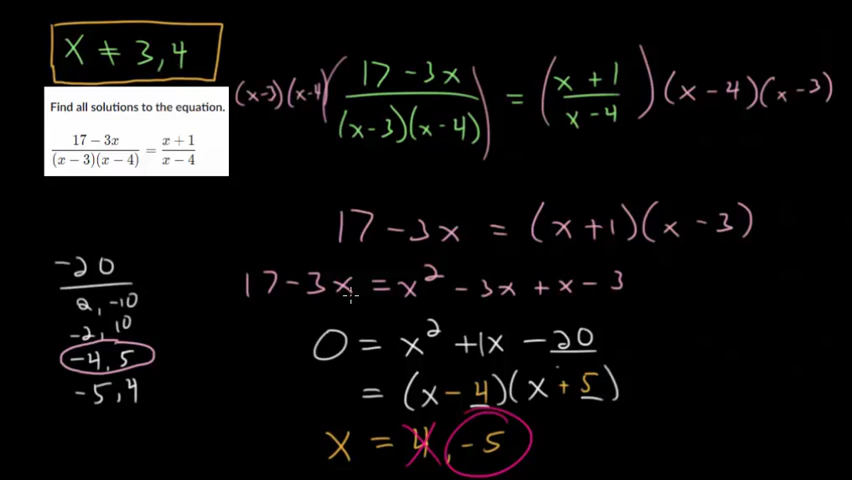 x ≠ 3, 4
Find all solutions to the equation.
17 − 3x / (x − 3)(x − 4) = x + 1 / x − 4
(x-3)(x-4) ( 17 - 3x / (x-3)(x-4) ) = ( x + 1 / x - 4 ) (x - 4)(x - 3)
17 - 3x = (x + 1)(x - 3)
17 - 3x = x² - 3x + x - 3
0 = x² + 1x - 20
= (x - 4)(x + 5)
x = 4, -5
-20
2, -10
-2, 10
-4, 5
-5, 4